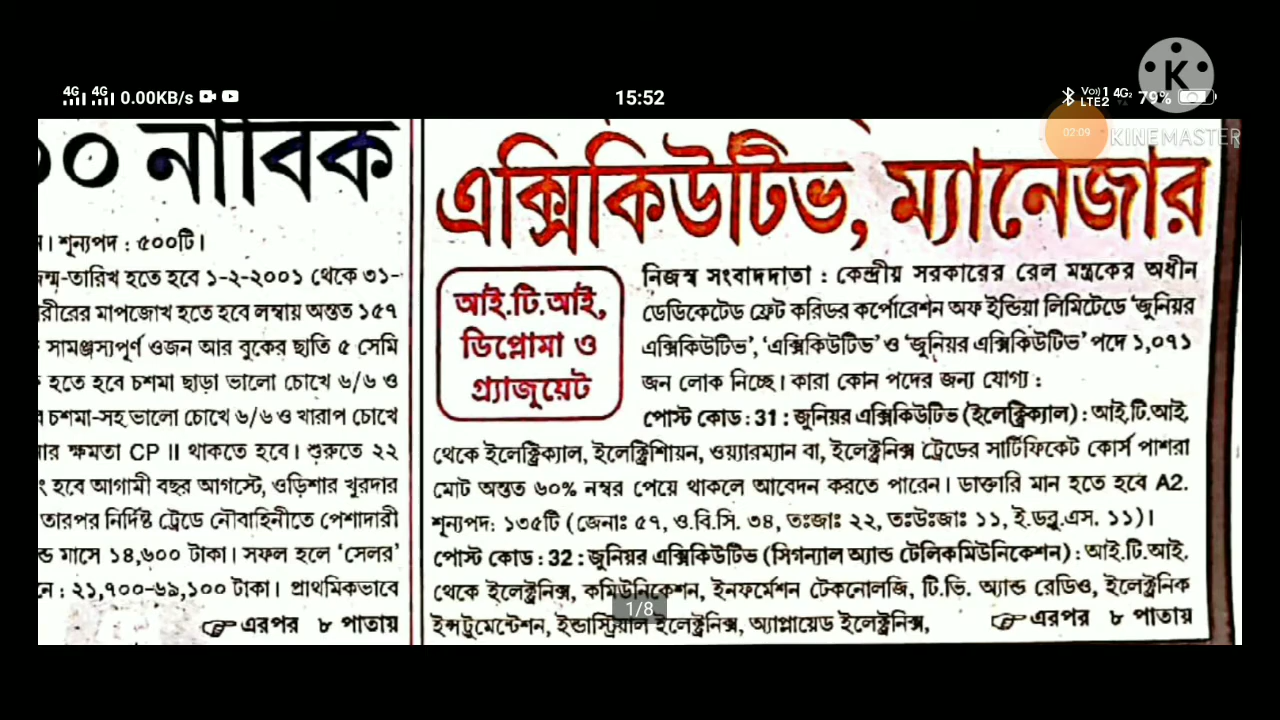 4G 4G 0.00KB/s
15:52
Vo) 1 4G2 LTE2 79%
K
02:09
KINEMASTER
০ নাবিক
। শূন্যপদ : ৫০০টি।
জন্ম-তারিখ হতে হবে ১-২-২০০১ থেকে ৩১-
শরীরের মাপজোখ হতে হবে লম্বায় অন্তত ১৫৭
সামঞ্জস্যপূর্ণ ওজন আর বুকের ছাতি ৫ সেমি
হতে হবে চশমা ছাড়া ভালো চোখে ৬/৬ ও
চশমা-সহ ভালো চোখে ৬/৬ ও খারাপ চোখে
ার ক্ষমতা CP II থাকতে হবে। শুরুতে ২২
হবে আগামী বছর আগস্টে, ওড়িশার খুরদার
তারপর নির্দিষ্ট ট্রেডে নৌবাহিনীতে পেশাদারী
মাসে ১৪,৬০০ টাকা। সফল হলে ‘সেলর’
: ২১,৭০০-৬৯,১০০ টাকা। প্রাথমিকভাবে
এরপর ৮ পাতায়
এক্সিকিউটিভ, ম্যানেজার
আই.টি.আই,
ডিপ্লোমা ও
গ্র্যাজুয়েট
নিজস্ব সংবাদদাতা : কেন্দ্রীয় সরকারের রেল মন্ত্রকের অধীন
ডেডিকেটেড ফ্রেট করিডর কর্পোরেশন অফ ইন্ডিয়া লিমিটেডে ‘জুনিয়র
এক্সিকিউটিভ’, ‘এক্সিকিউটিভ’ ও ‘জুনিয়র এক্সিকিউটিভ’ পদে ১,০৭১
জন লোক নিচ্ছে। কারা কোন পদের জন্য যোগ্য :
পোস্ট কোড : 31 : জুনিয়র এক্সিকিউটিভ (ইলেক্ট্রিক্যাল) : আই.টি.আই.
থেকে ইলেক্ট্রিক্যাল, ইলেক্ট্রিশিয়ন, ওয়্যারম্যান বা, ইলেক্ট্রনিক্স ট্রেডের সার্টিফিকেট কোর্স পাশরা
মোট অন্তত ৬০% নম্বর পেয়ে থাকলে আবেদন করতে পারেন। ডাক্তারি মান হতে হবে A2.
শূন্যপদ: ১৩৫টি (জেনাঃ ৫৭, ও.বি.সি. ৩৪, তঃজাঃ ২২, তঃউঃজাঃ ১১, ই.ডব্লু.এস. ১১)।
পোস্ট কোড : 32 : জুনিয়র এক্সিকিউটিভ (সিগন্যাল অ্যান্ড টেলিকমিউনিকেশন) : আই.টি.আই.
থেকে ইলেক্ট্রনিক্স, কমিউনিকেশন, ইনফর্মেশন টেকনোলজি, টি.ভি. অ্যান্ড রেডিও, ইলেক্ট্রনিক
ইন্সট্রুমেন্টেশন, ইন্ডাস্ট্রিয়াল ইলেক্ট্রনিক্স, অ্যাপ্লায়েড ইলেক্ট্রনিক্স, এরপর ৮ পাতায়
1/8